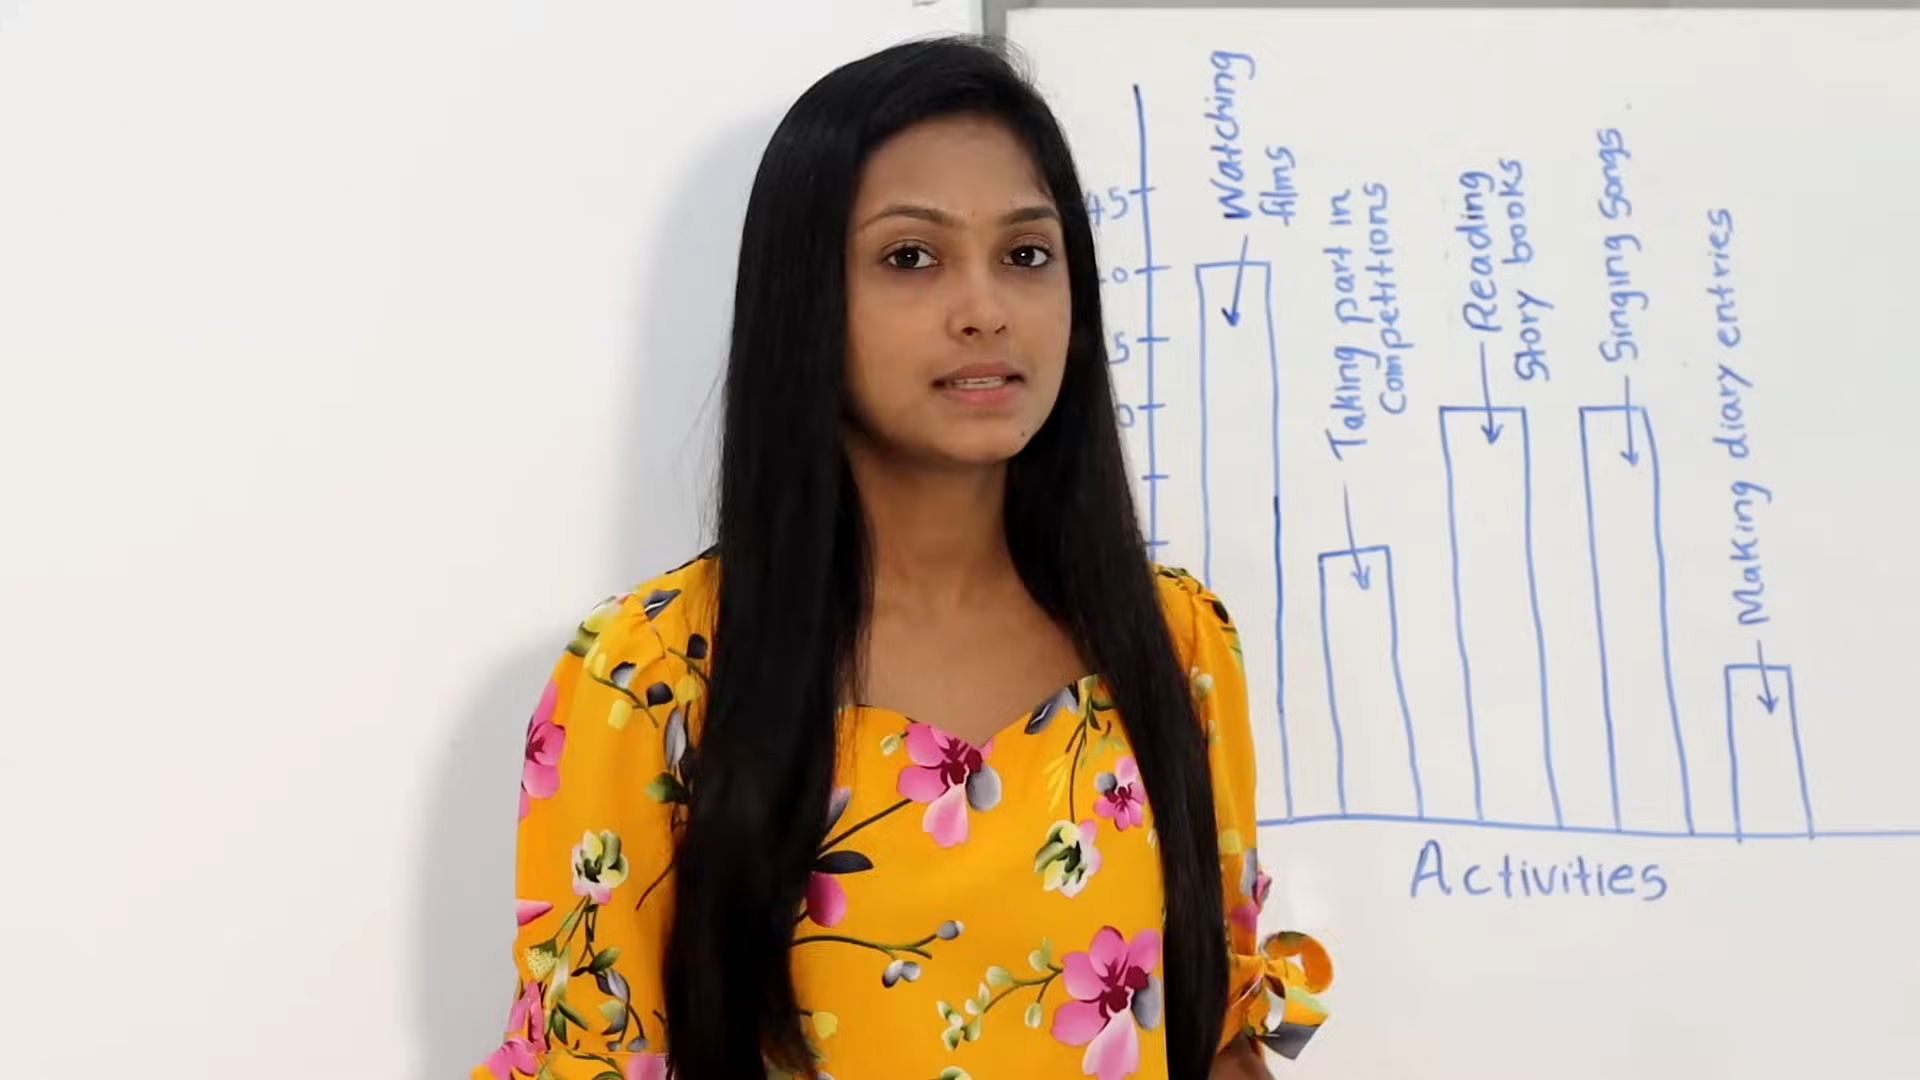 45
Watching
films
Taking part in
Competitions
Reading
story books
Singing songs
Making diary entries
Activities